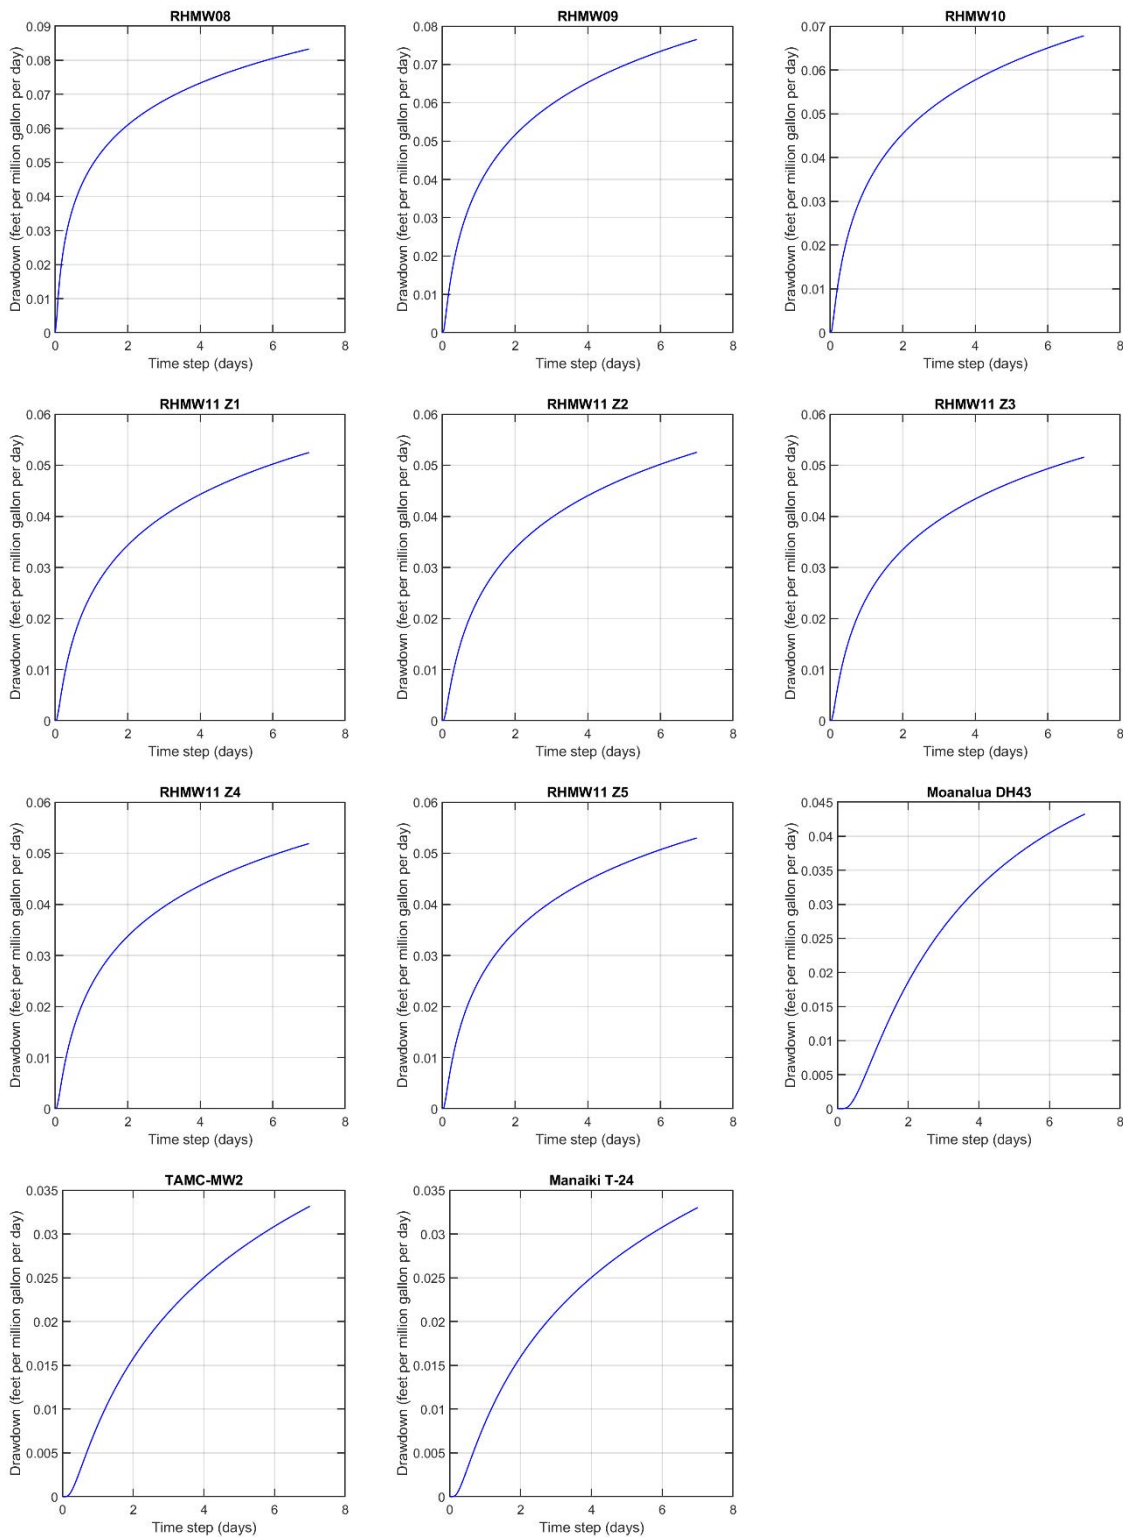 RHMW08
Drawdown (feet per million gallon per day)
0.09
0.08
0.07
0.06
0.05
0.04
0.03
0.02
0.01
0
0 2 4 6 8
Time step (days)
RHMW09
Drawdown (feet per million gallon per day)
0.08
0.07
0.06
0.05
0.04
0.03
0.02
0.01
0
0 2 4 6 8
Time step (days)
RHMW10
Drawdown (feet per million gallon per day)
0.07
0.06
0.05
0.04
0.03
0.02
0.01
0
0 2 4 6 8
Time step (days)
RHMW11 Z1
Drawdown (feet per million gallon per day)
0.06
0.05
0.04
0.03
0.02
0.01
0
0 2 4 6 8
Time step (days)
RHMW11 Z2
Drawdown (feet per million gallon per day)
0.06
0.05
0.04
0.03
0.02
0.01
0
0 2 4 6 8
Time step (days)
RHMW11 Z3
Drawdown (feet per million gallon per day)
0.06
0.05
0.04
0.03
0.02
0.01
0
0 2 4 6 8
Time step (days)
RHMW11 Z4
Drawdown (feet per million gallon per day)
0.06
0.05
0.04
0.03
0.02
0.01
0
0 2 4 6 8
Time step (days)
RHMW11 Z5
Drawdown (feet per million gallon per day)
0.06
0.05
0.04
0.03
0.02
0.01
0
0 2 4 6 8
Time step (days)
Moanalua DH43
Drawdown (feet per million gallon per day)
0.045
0.04
0.035
0.03
0.025
0.02
0.015
0.01
0.005
0
0 2 4 6 8
Time step (days)
TAMC-MW2
Drawdown (feet per million gallon per day)
0.035
0.03
0.025
0.02
0.015
0.01
0.005
0
0 2 4 6 8
Time step (days)
Manaiki T-24
Drawdown (feet per million gallon per day)
0.035
0.03
0.025
0.02
0.015
0.01
0.005
0
0 2 4 6 8
Time step (days)